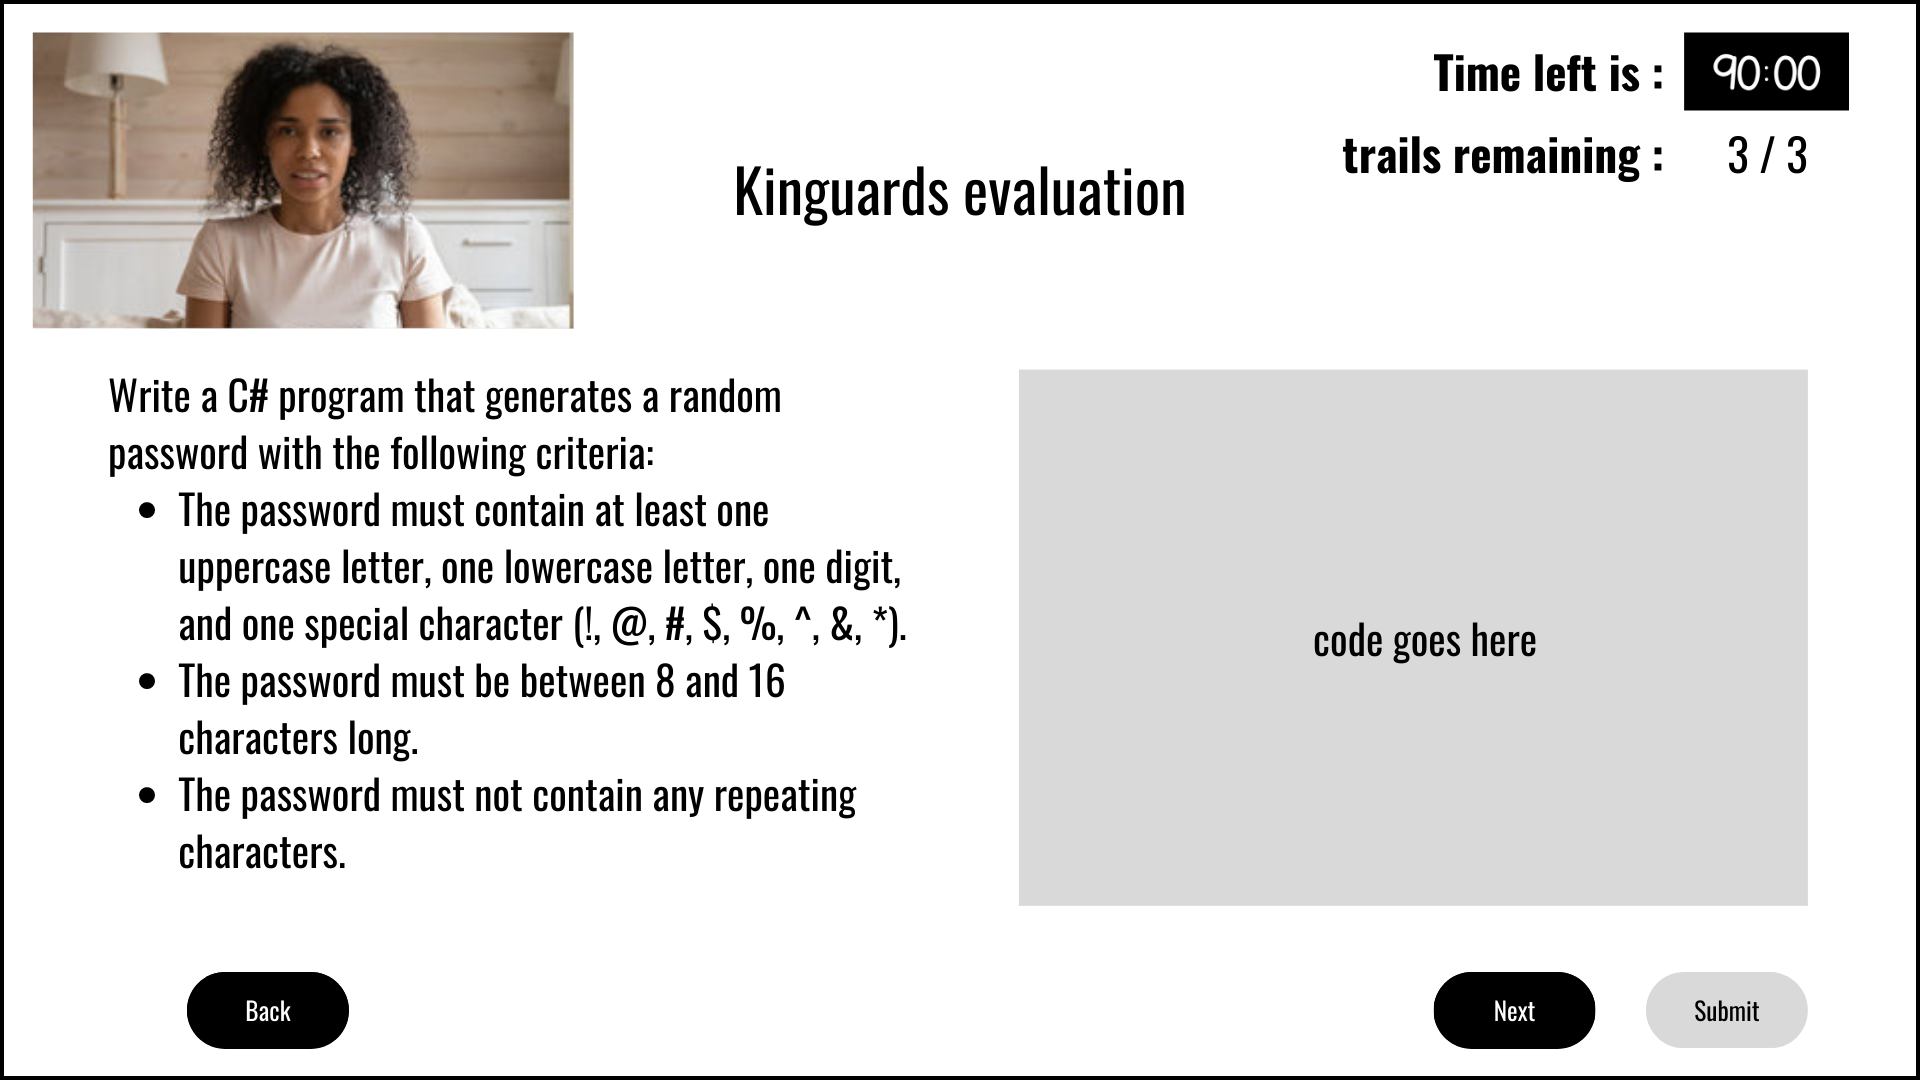 Time left is : 90:00
trails remaining : 3 / 3
Kinguards evaluation
Write a C# program that generates a random
password with the following criteria:
• The password must contain at least one
uppercase letter, one lowercase letter, one digit,
and one special character (!, @, #, $, %, ^, &, *).
• The password must be between 8 and 16
characters long.
• The password must not contain any repeating
characters.
code goes here
Back
Next
Submit